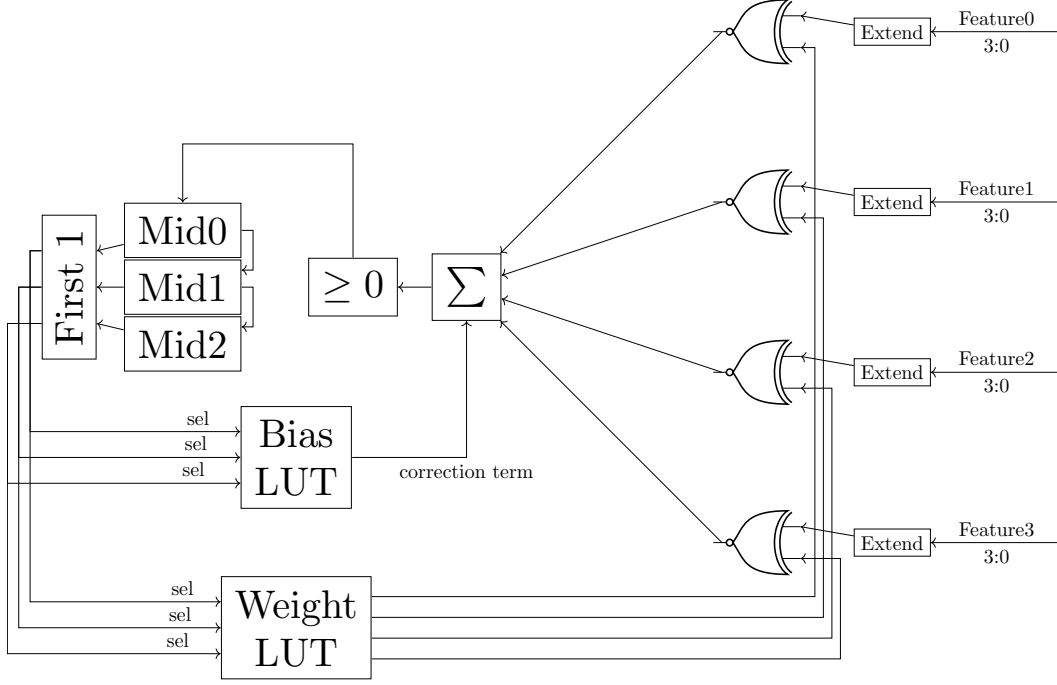 Feature0
Extend
3:0
Feature1
Extend
3:0
Mid0
First 1
Mid1
≥ 0
∑
Mid2
Feature2
Extend
3:0
sel
Bias
sel
LUT
sel
correction term
Feature3
Extend
3:0
sel
Weight
sel
LUT
sel